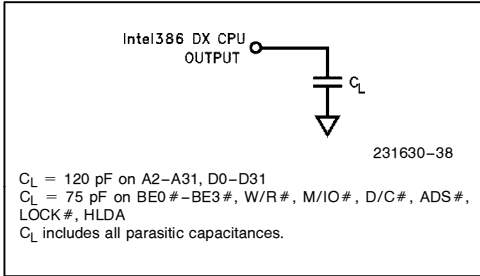 Intel386 DX CPU
OUTPUT
CL
231630–38
CL = 120 pF on A2–A31, D0–D31
CL = 75 pF on BE0#–BE3#, W/R#, M/IO#, D/C#, ADS#,
LOCK#, HLDA
CL includes all parasitic capacitances.